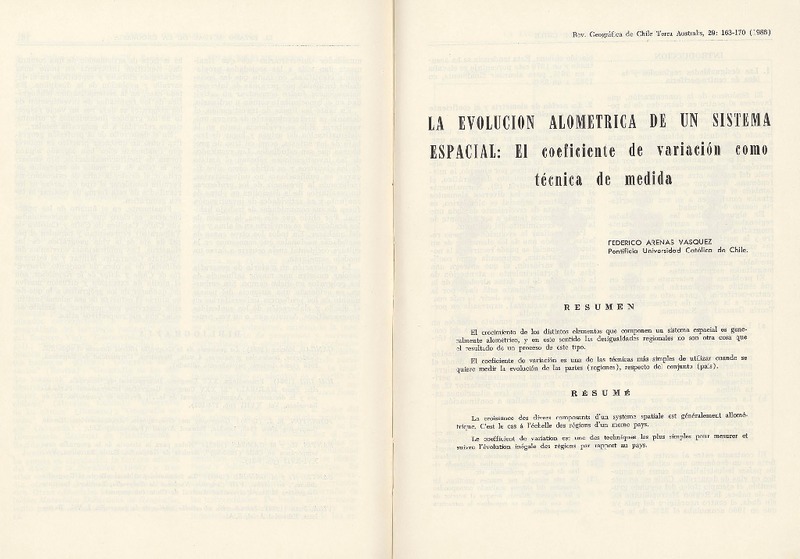 Rev. Geográfica de Chile Terra Australis, 29: 163-170 (1986)
LA EVOLUCION ALOMETRICA DE UN SISTEMA
ESPACIAL: El coeficiente de variación como
técnica de medida
FEDERICO ARENAS VASQUEZ
Pontificia Universidad Católica de Chile.
RESUMEN
El crecimiento de los distintos elementos que componen un sistema espacial es gene-
ralmente alométrico, y en este sentido las desigualdades regionales no son otra cosa que
el resultado de un proceso de este tipo.
El coeficiente de variación es una de las técnicas más simples de utilizar cuando se
quiere medir la evolución de las partes (regiones), respecto del conjunto (país).
RÉSUMÉ
La croissance des divers composants d'un système spatiale est généralement allomé-
trique. C'est le cas á l'échelle des régions d'un meme pays.
Le coefficient de variation est une des techniques les plus simples pour mesurer et
suivre l'évolution inégale des régions par rapport au pays.